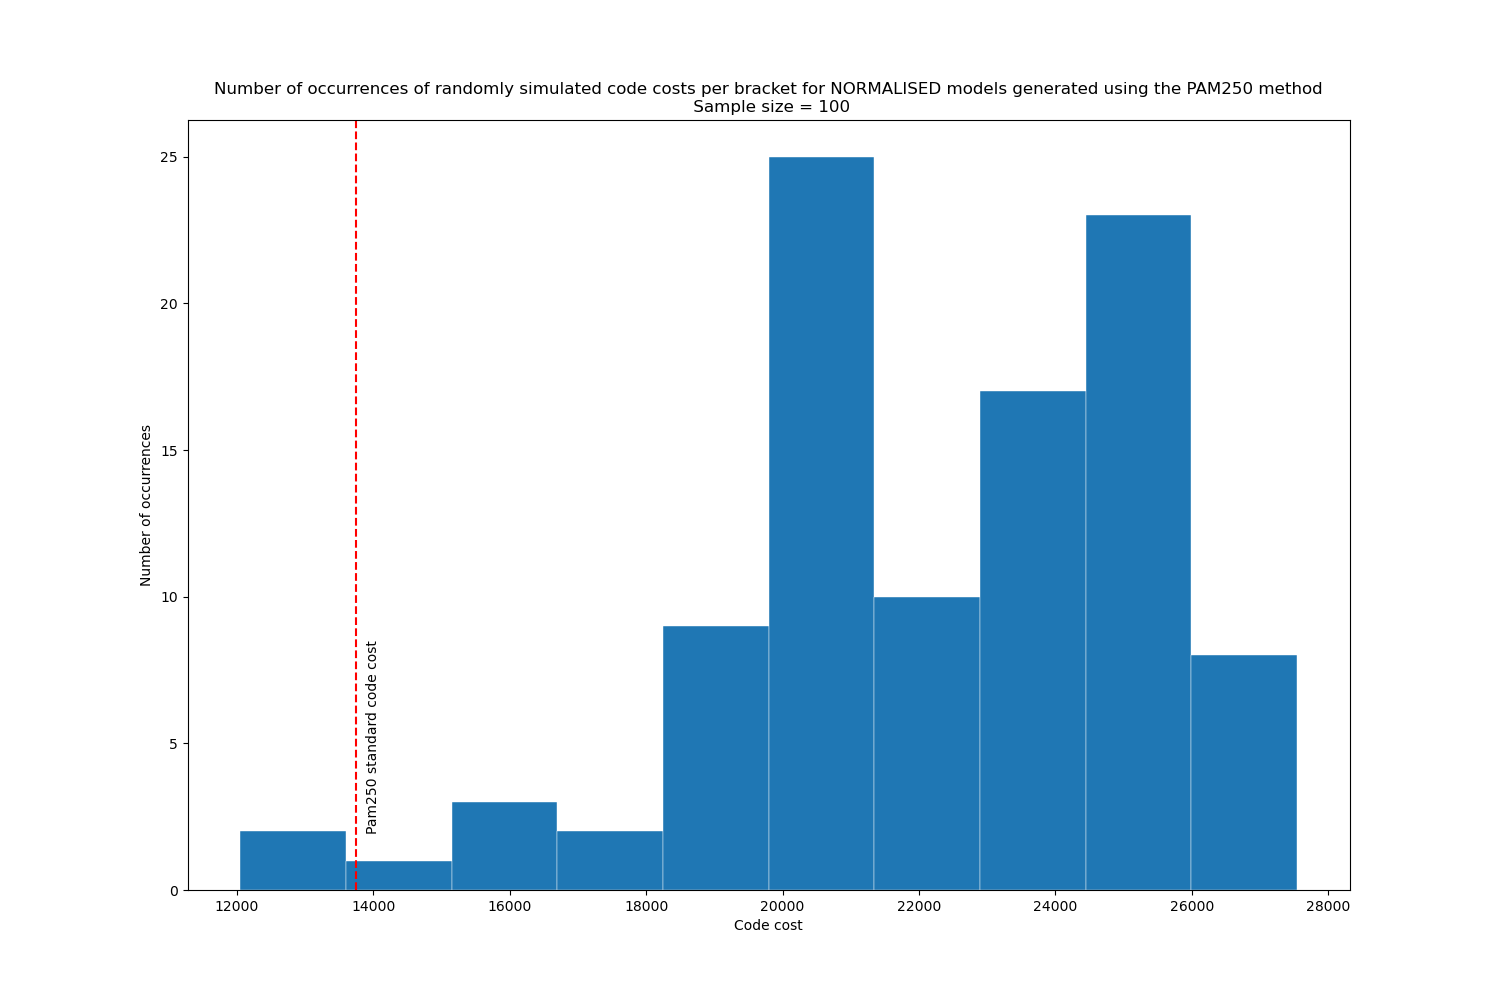 Number of occurrences of randomly simulated code costs per bracket for NORMALISED models generated using the PAM250 method
Sample size = 100
25
20
15
10
5
0
Number of occurrences
Pam250 standard code cost
12000 14000 16000 18000 20000 22000 24000 26000 28000
Code cost